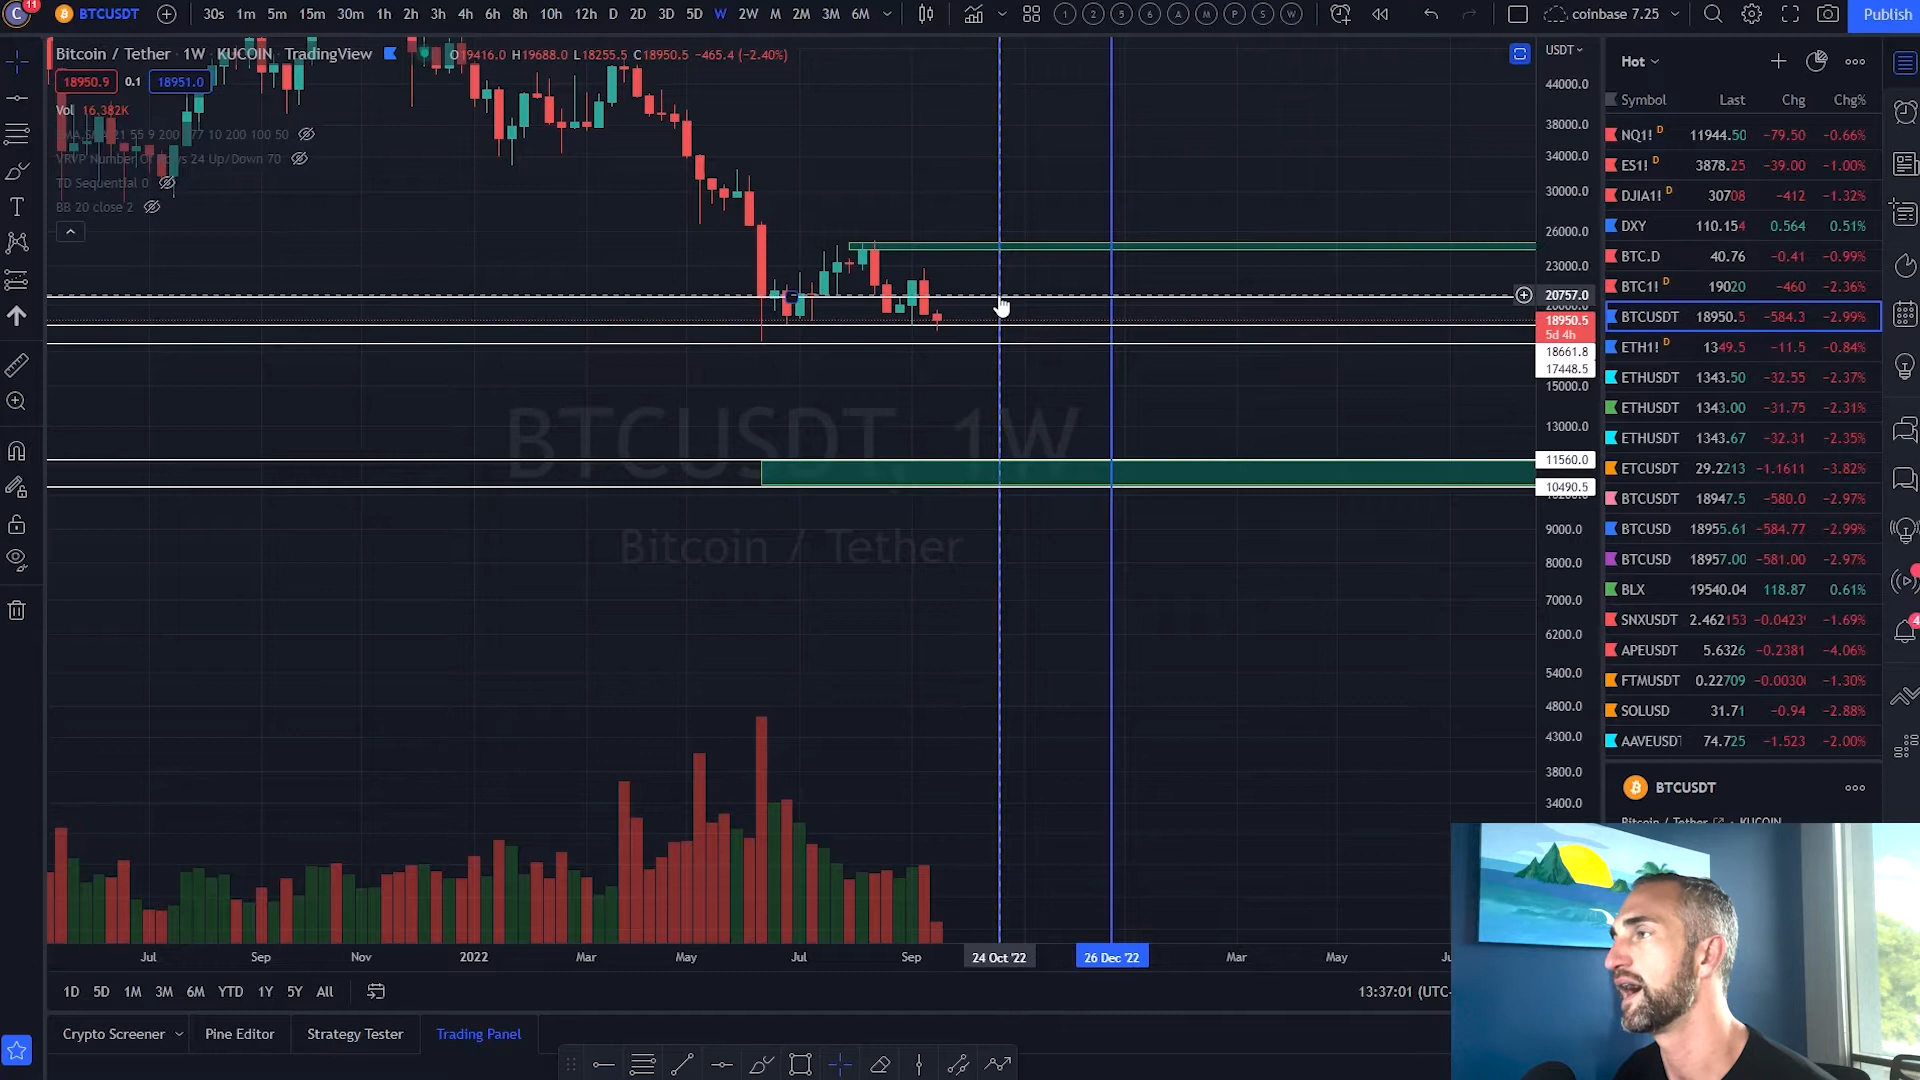 C 11 BTCUSDT 30s 1m 5m 15m 30m 1h 2h 3h 4h 6h 8h 10h 12h D 2D 3D 5D W 2W M 2M 3M 6M 1 2 5 6 A M P S W coinbase 7.25 Publish
Bitcoin / Tether · 1W · KUCOIN TradingView O19416.0 H19688.0 L18255.5 C18950.5 −465.4 (−2.40%)
18950.9 0.1 18951.0
Vol 16.382K
TD Sequential 0
BB 20 close 2
USDT
44000.0
38000.0
34000.0
30000.0
26000.0
23000.0
20757.0
18950.5
5d 4h
18661.8
17448.5
15000.0
13000.0
11560.0
10490.5
9000.0
8000.0
7000.0
6200.0
5400.0
4800.0
4300.0
3800.0
3400.0
BTCUSDT, 1W
Bitcoin / Tether
Jul Sep Nov 2022 Mar May Jul Sep 24 Oct '22 26 Dec '22 Mar May
1D 5D 1M 3M 6M YTD 1Y 5Y All 13:37:01 (UTC-
Crypto Screener Pine Editor Strategy Tester Trading Panel
Hot
Symbol Last Chg Chg%
NQ1! D 11944.50 −79.50 −0.66%
ES1! D 3878.25 −39.00 −1.00%
DJIA1! D 30708 −412 −1.32%
DXY 110.154 0.564 0.51%
BTC.D 40.76 −0.41 −0.99%
BTC1! D 19020 −460 −2.36%
BTCUSDT 18950.5 −584.3 −2.99%
ETH1! D 1349.5 −11.5 −0.84%
ETHUSDT 1343.50 −32.55 −2.37%
ETHUSDT 1343.00 −31.75 −2.31%
ETHUSDT 1343.67 −32.31 −2.35%
ETCUSDT 29.2213 −1.1611 −3.82%
BTCUSDT 18947.5 −580.0 −2.97%
BTCUSD 18955.61 −584.77 −2.99%
BTCUSD 18957.00 −581.00 −2.97%
BLX 19540.04 118.87 0.61%
SNXUSDT 2.462153 −0.0423 −1.69%
APEUSDT 5.6326 −0.2381 −4.06%
FTMUSDT 0.22709 −0.0030 −1.30%
SOLUSD 31.71 −0.94 −2.88%
AAVEUSDT 74.725 −1.523 −2.00%
BTCUSDT
Bitcoin / Tether KUCOIN